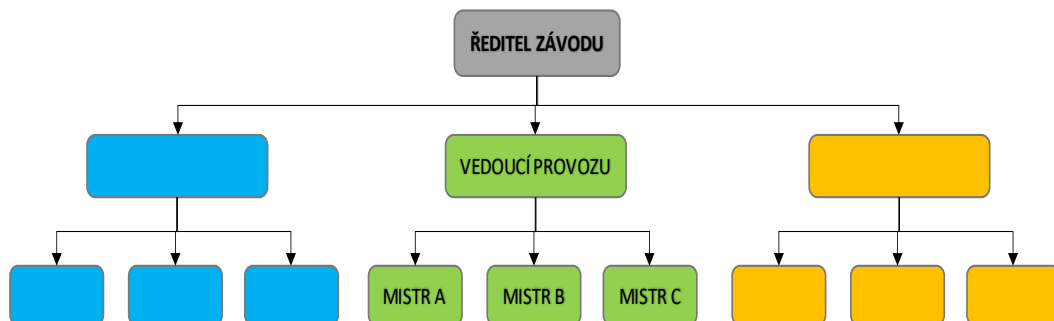 ŘEDITEL ZÁVODU
VEDOUCÍ PROVOZU
MISTR A
MISTR B
MISTR C